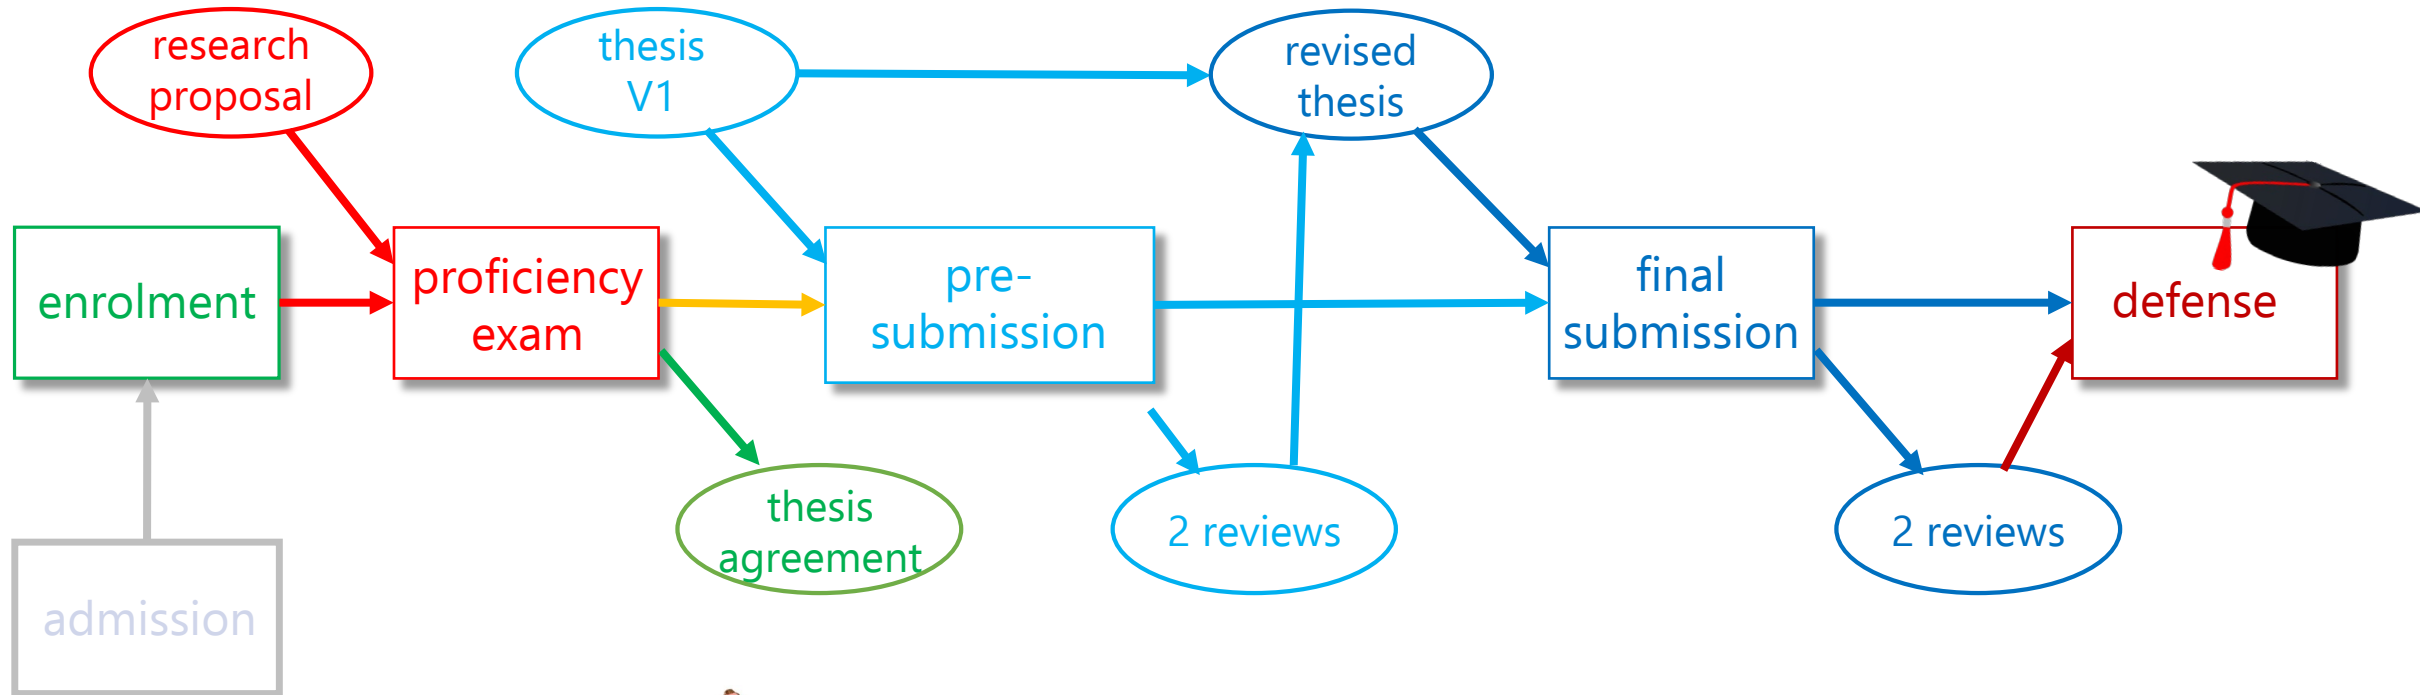 research
proposal
thesis
V1
revised
thesis
enrolment
proficiency
exam
pre-
submission
final
submission
defense
thesis
agreement
2 reviews
2 reviews
admission